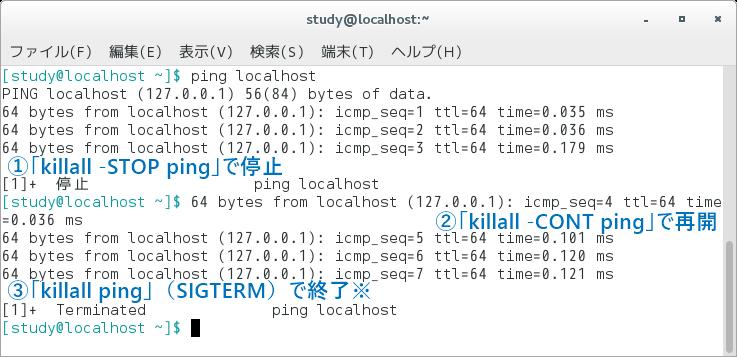 study@localhost:~
ファイル(F) 編集(E) 表示(V) 検索(S) 端末(T) ヘルプ(H)
[study@localhost ~]$ ping localhost
PING localhost (127.0.0.1) 56(84) bytes of data.
64 bytes from localhost (127.0.0.1): icmp_seq=1 ttl=64 time=0.035 ms
64 bytes from localhost (127.0.0.1): icmp_seq=2 ttl=64 time=0.036 ms
64 bytes from localhost (127.0.0.1): icmp_seq=3 ttl=64 time=0.179 ms
①「killall -STOP ping」で停止
[1]+ 停止 ping localhost
[study@localhost ~]$ 64 bytes from localhost (127.0.0.1): icmp_seq=4 ttl=64 time
=0.036 ms
②「killall -CONT ping」で再開
64 bytes from localhost (127.0.0.1): icmp_seq=5 ttl=64 time=0.101 ms
64 bytes from localhost (127.0.0.1): icmp_seq=6 ttl=64 time=0.120 ms
64 bytes from localhost (127.0.0.1): icmp_seq=7 ttl=64 time=0.121 ms
③「killall ping」（SIGTERM）で終了※
[1]+ Terminated ping localhost
[study@localhost ~]$